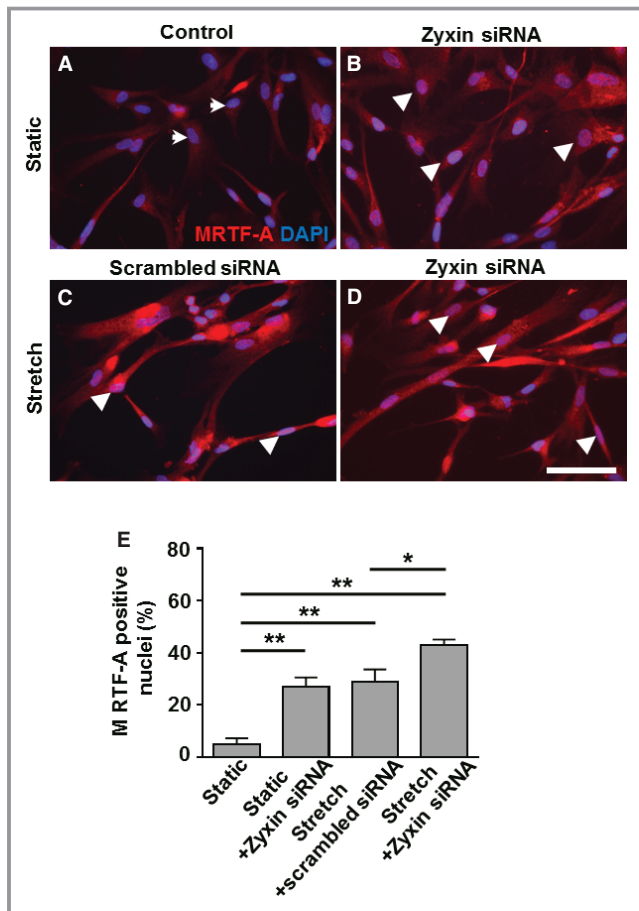 Control
Zyxin siRNA
Static
A
B
MRTF-A DAPI
Scrambled siRNA
Zyxin siRNA
Stretch
C
D
E
M RTF-A positive
nuclei (%)
80
60
40
20
0
*
**
**
**
Static
Static
+Zyxin siRNA
Stretch
+scrambled siRNA
Stretch
+Zyxin siRNA